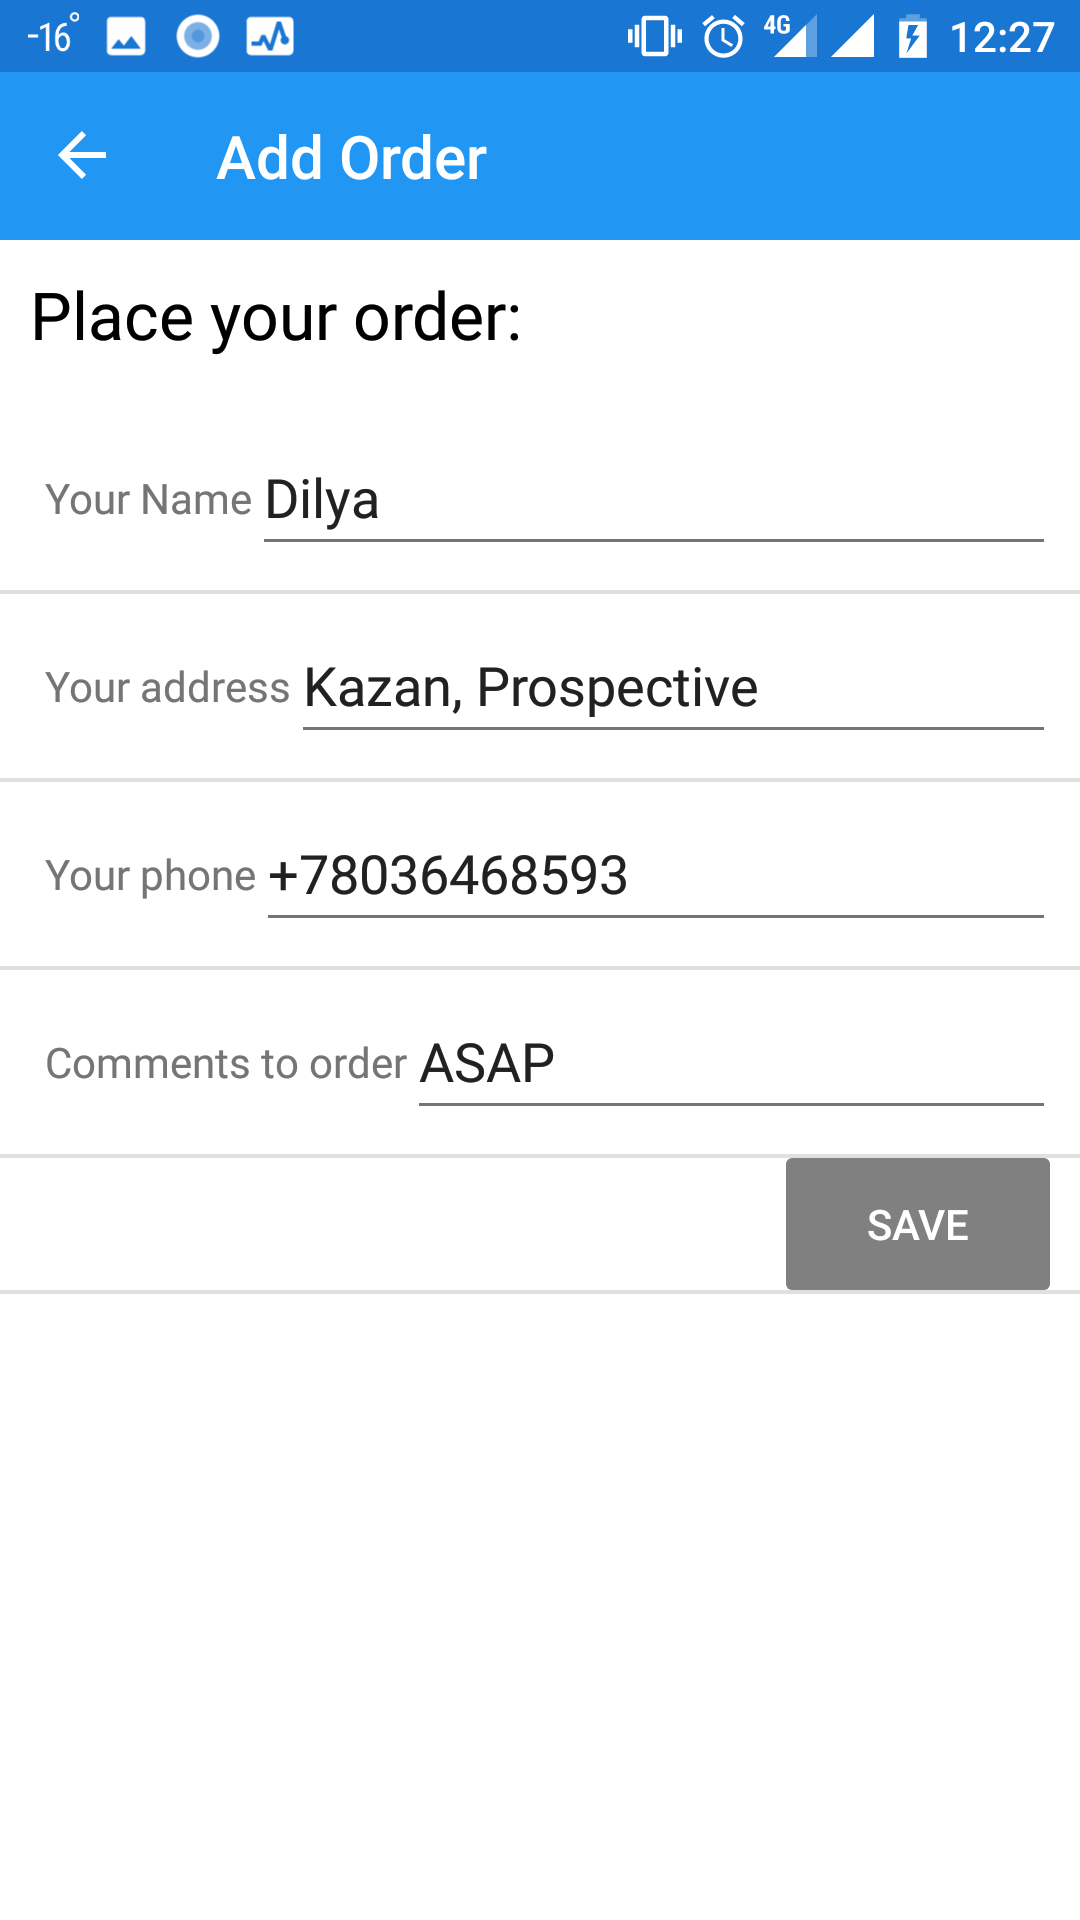 -16° 4G 12:27
Add Order
Place your order:
Your Name Dilya
Your address Kazan, Prospective
Your phone +78036468593
Comments to order ASAP
SAVE